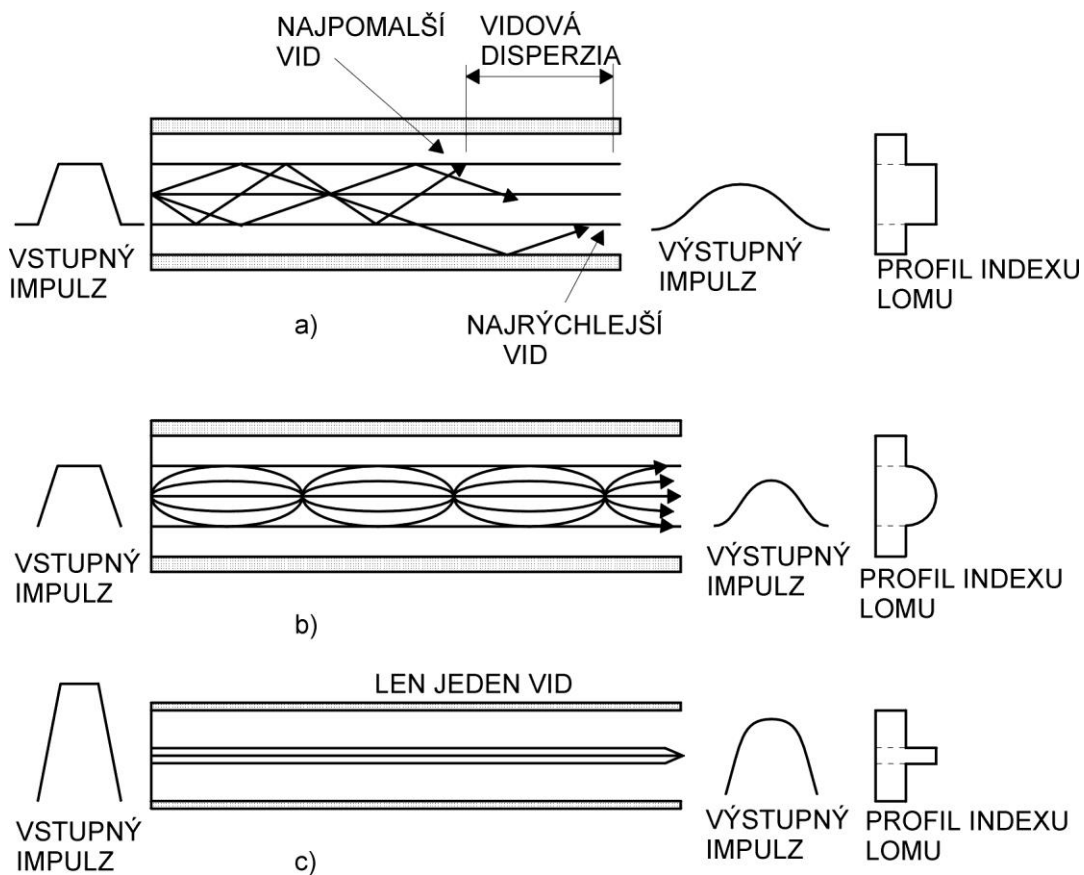 NAJPOMALŠÍ
VID
VIDOVÁ
DISPERZIA
VSTUPNÝ
IMPULZ
VÝSTUPNÝ
IMPULZ
PROFIL INDEXU
LOMU
NAJRÝCHLEJŠÍ
VID
a)
VSTUPNÝ
IMPULZ
VÝSTUPNÝ
IMPULZ
PROFIL INDEXU
LOMU
b)
LEN JEDEN VID
VSTUPNÝ
IMPULZ
VÝSTUPNÝ
IMPULZ
PROFIL INDEXU
LOMU
c)